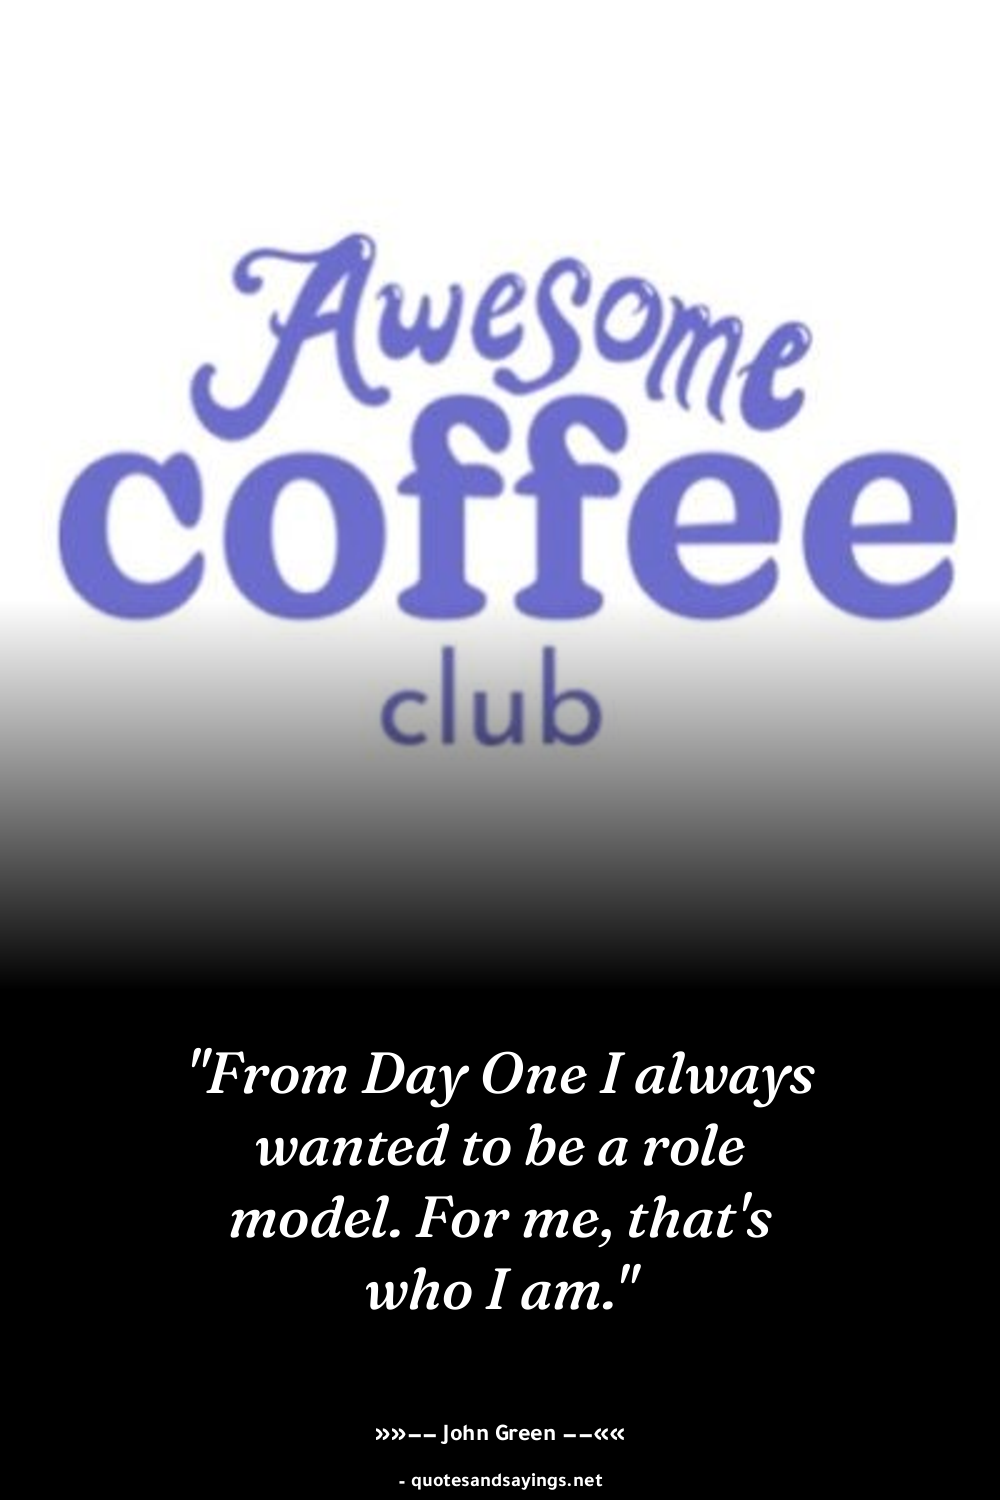 Awesome
coffee
club
"From Day One I always
wanted to be a role
model. For me, that's
who I am."
»»–– John Green ––««
- quotesandsayings.net